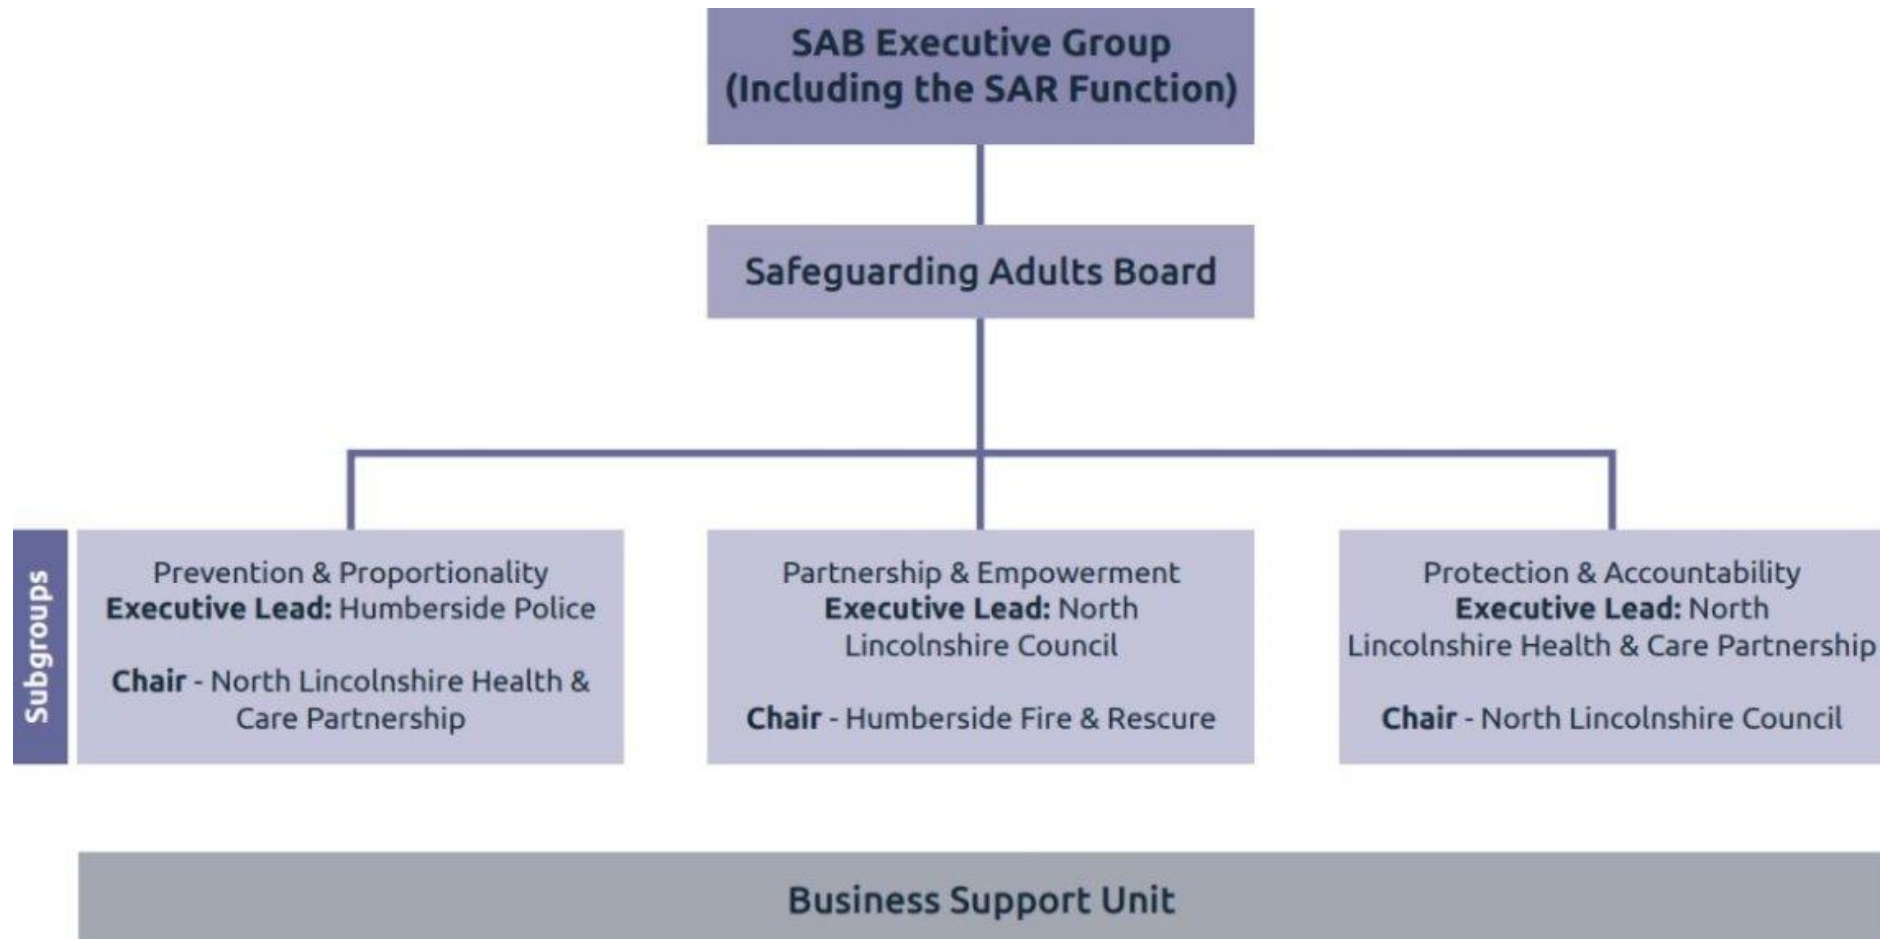 SAB Executive Group
(Including the SAR Function)
Safeguarding Adults Board
Subgroups
Prevention & Proportionality
Executive Lead: Humberside Police
Chair - North Lincolnshire Health &
Care Partnership
Partnership & Empowerment
Executive Lead: North
Lincolnshire Council
Chair - Humberside Fire & Rescure
Protection & Accountability
Executive Lead: North
Lincolnshire Health & Care Partnership
Chair - North Lincolnshire Council
Business Support Unit